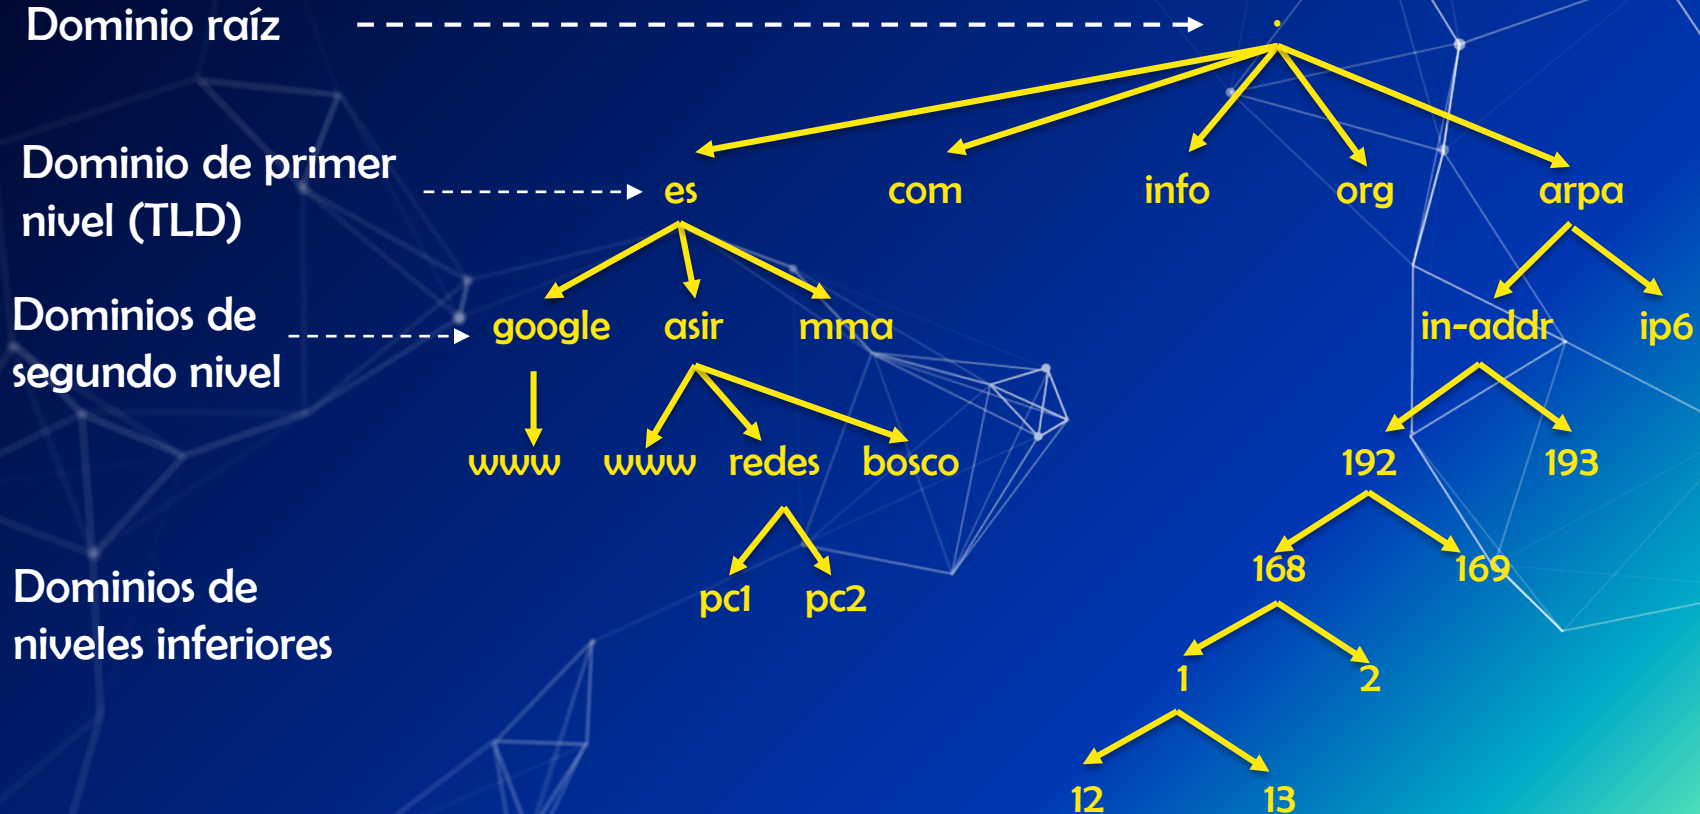 Dominio raíz
.
Dominio de primer
nivel (TLD)
es com info org arpa
Dominios de
segundo nivel
google asir mma in-addr ip6
www www redes bosco 192 193
168 169
Dominios de
niveles inferiores
pc1 pc2
1 2
12 13